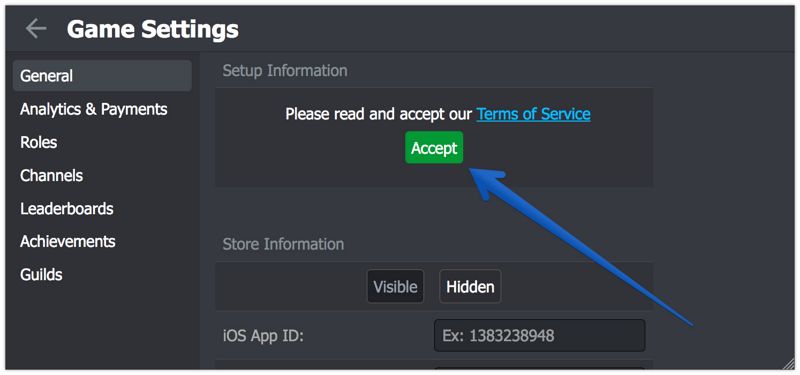 Game Settings
General
Analytics & Payments
Roles
Channels
Leaderboards
Achievements
Guilds
Setup Information
Please read and accept our Terms of Service
Accept
Store Information
Visible Hidden
iOS App ID: Ex: 1383238948